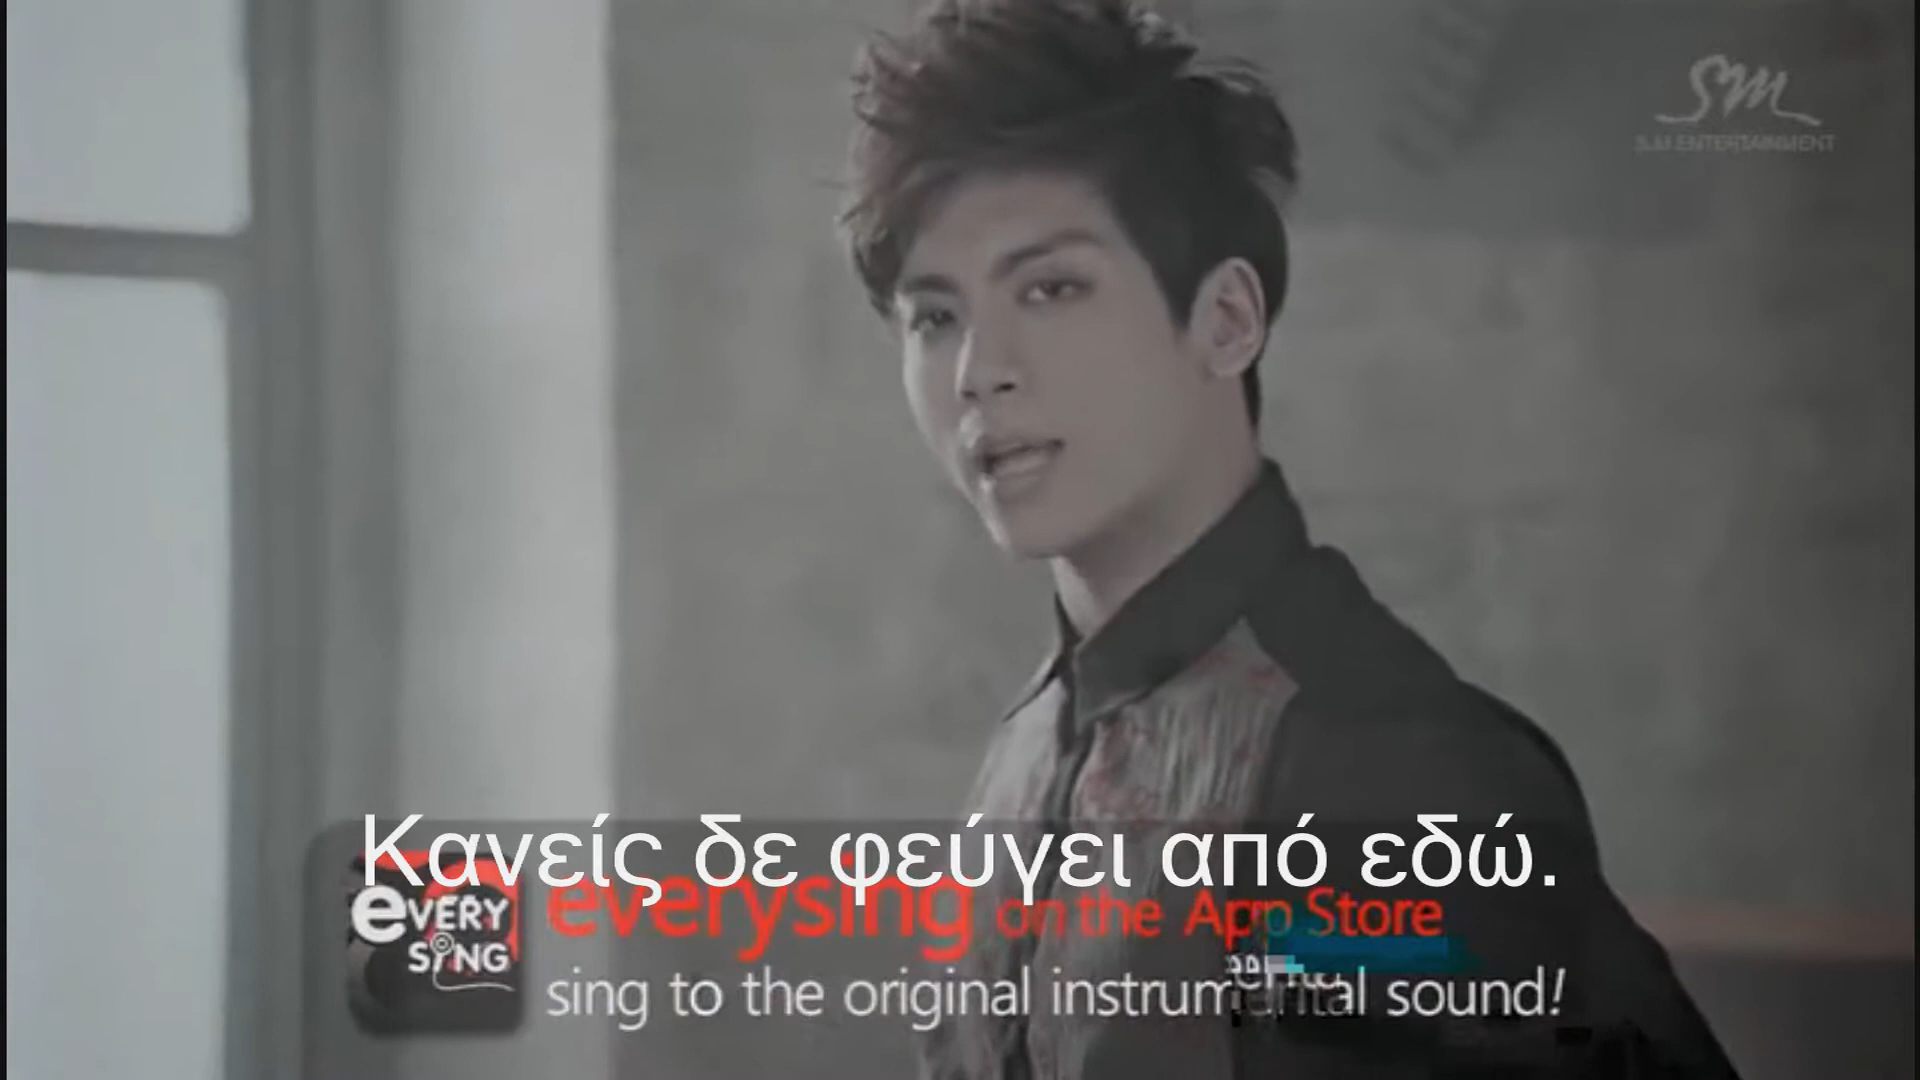 SM
S.M.ENTERTAINMENT
Κανείς δε φεύγει από εδώ.
eVERY
SiNG
everysing on the App Store
sing to the original instrumental sound!